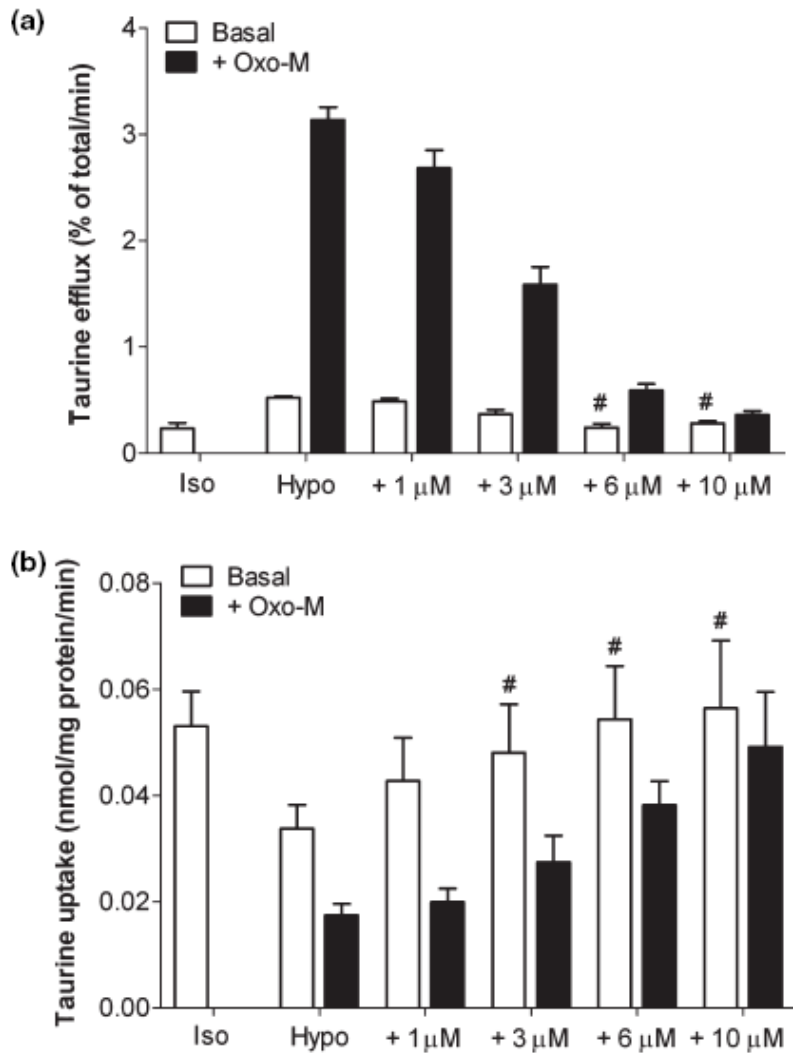 (a)
Basal
+ Oxo-M
Taurine efflux (% of total/min)
4
3
2
1
0
# #
Iso Hypo + 1 μM + 3 μM + 6 μM + 10 μM
(b)
Basal
+ Oxo-M
Taurine uptake (nmol/mg protein/min)
0.08
0.06
0.04
0.02
0.00
# # #
Iso Hypo + 1μM + 3 μM + 6 μM + 10 μM